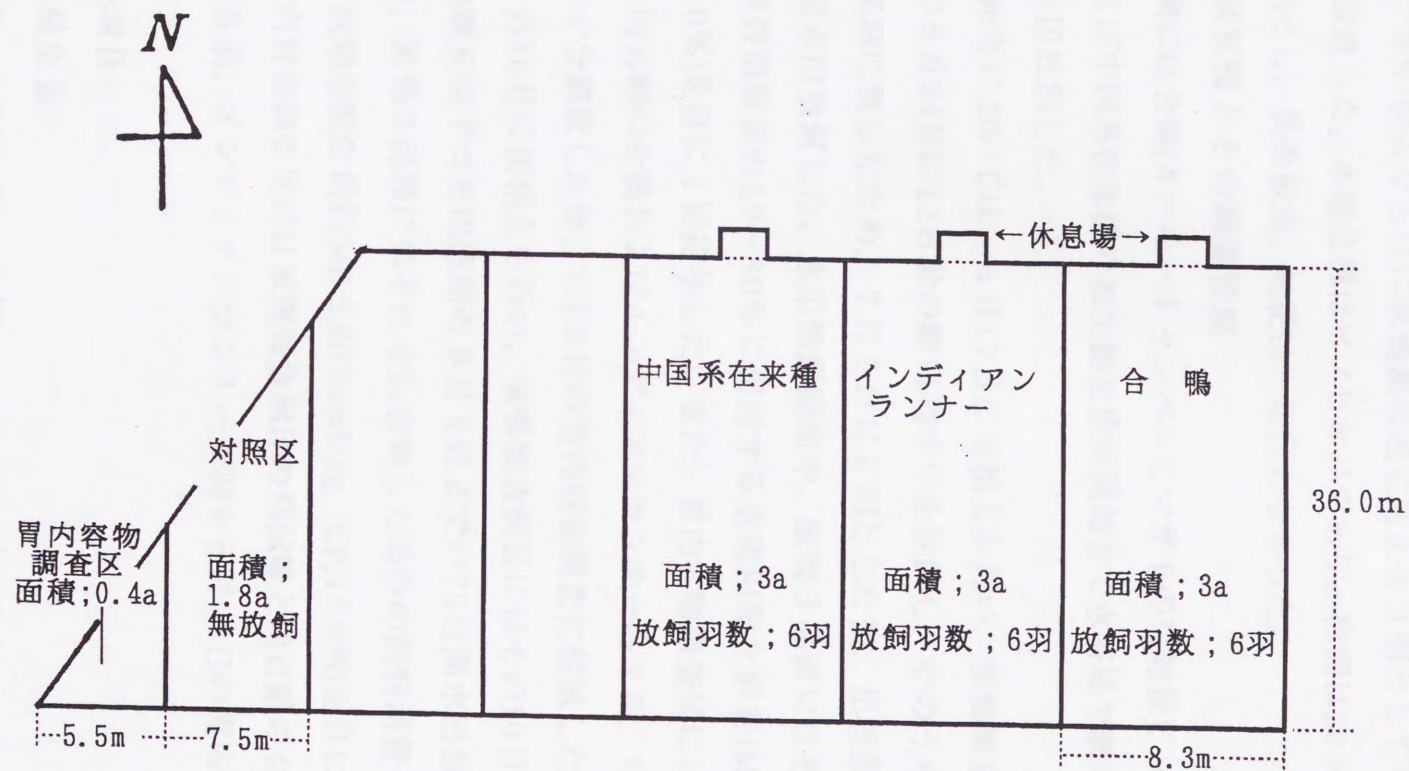 N
←休息場→
中国系在来種
インディアン
ランナー
合 鴨
対照区
36.0m
胃内容物
調査区
面積;0.4a
面積;
1.8a
無放飼
面積;3a
放飼羽数;6羽
面積;3a
放飼羽数;6羽
面積;3a
放飼羽数;6羽
5.5m
7.5m
8.3m